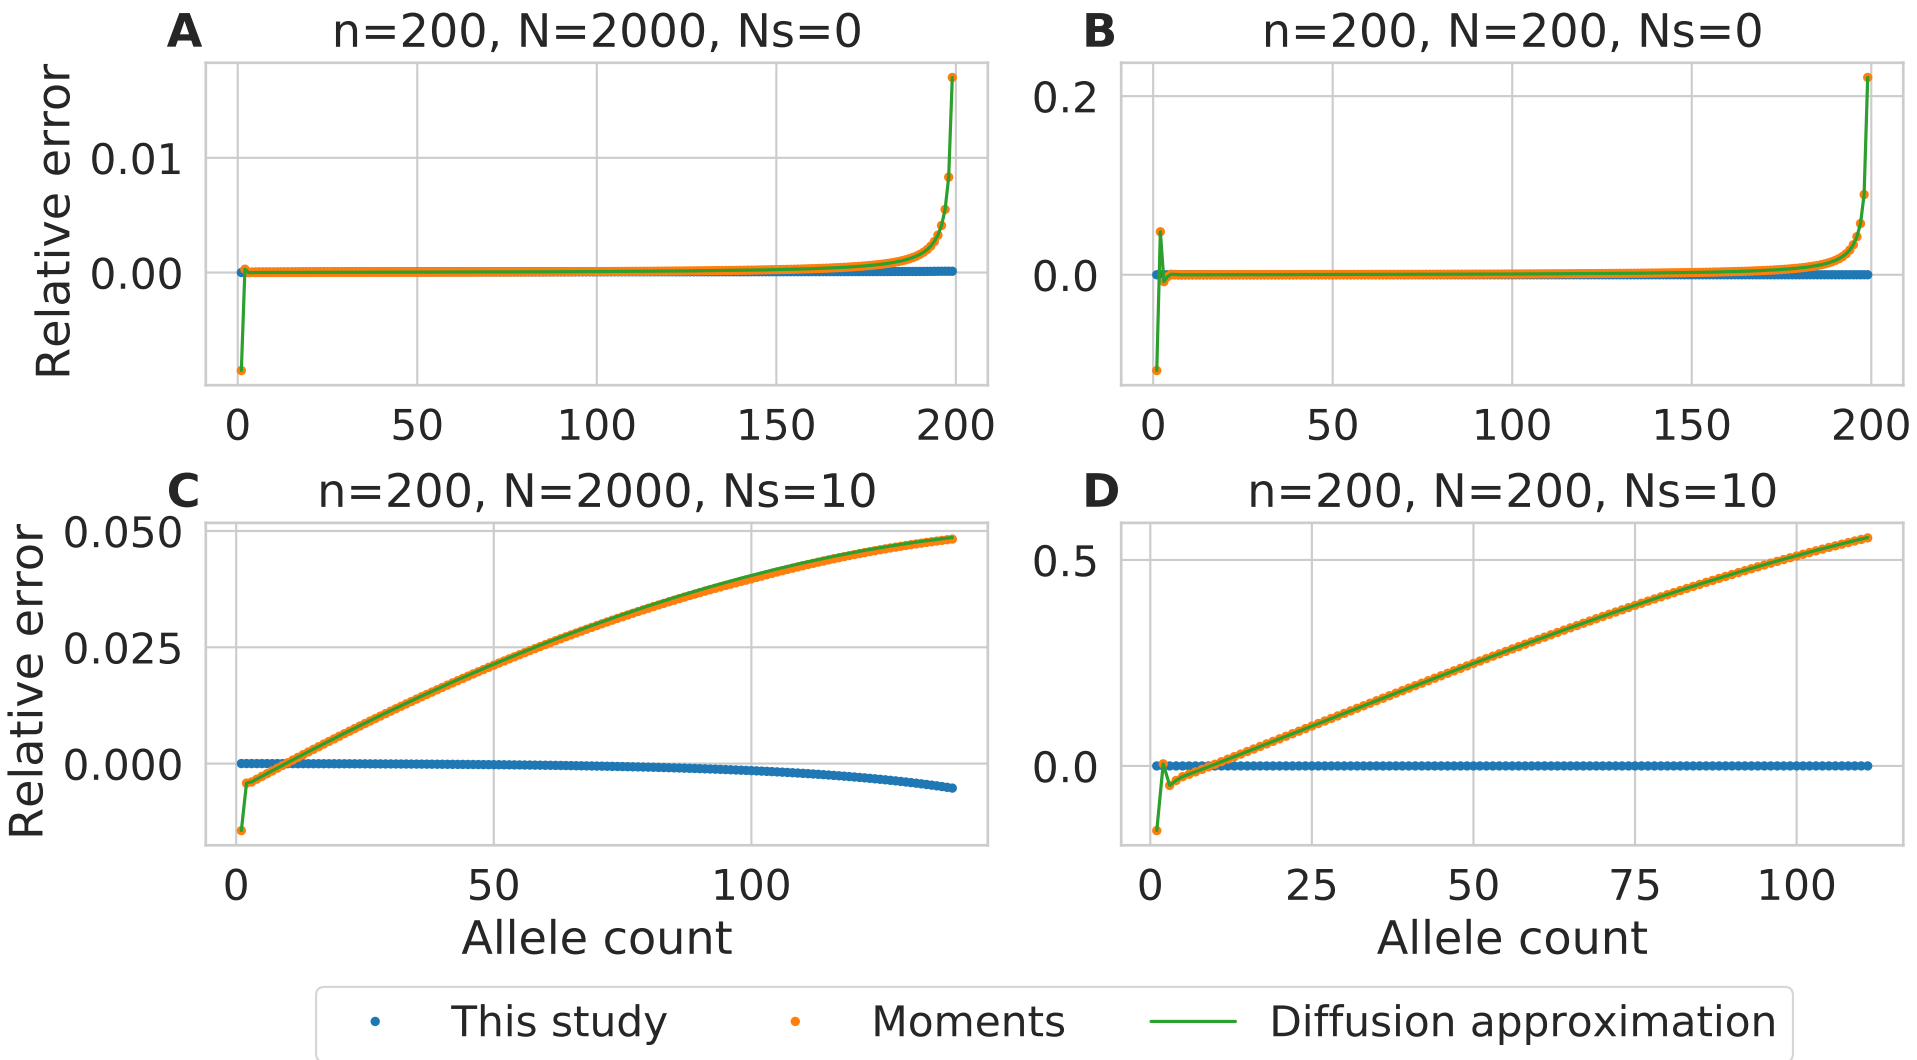 A n=200, N=2000, Ns=0
Relative error
0.01
0.00
0 50 100 150 200
B n=200, N=200, Ns=0
0.2
0.0
0 50 100 150 200
C n=200, N=2000, Ns=10
Relative error
0.050
0.025
0.000
0 50 100
Allele count
D n=200, N=200, Ns=10
0.5
0.0
0 25 50 75 100
Allele count
This study Moments Diffusion approximation